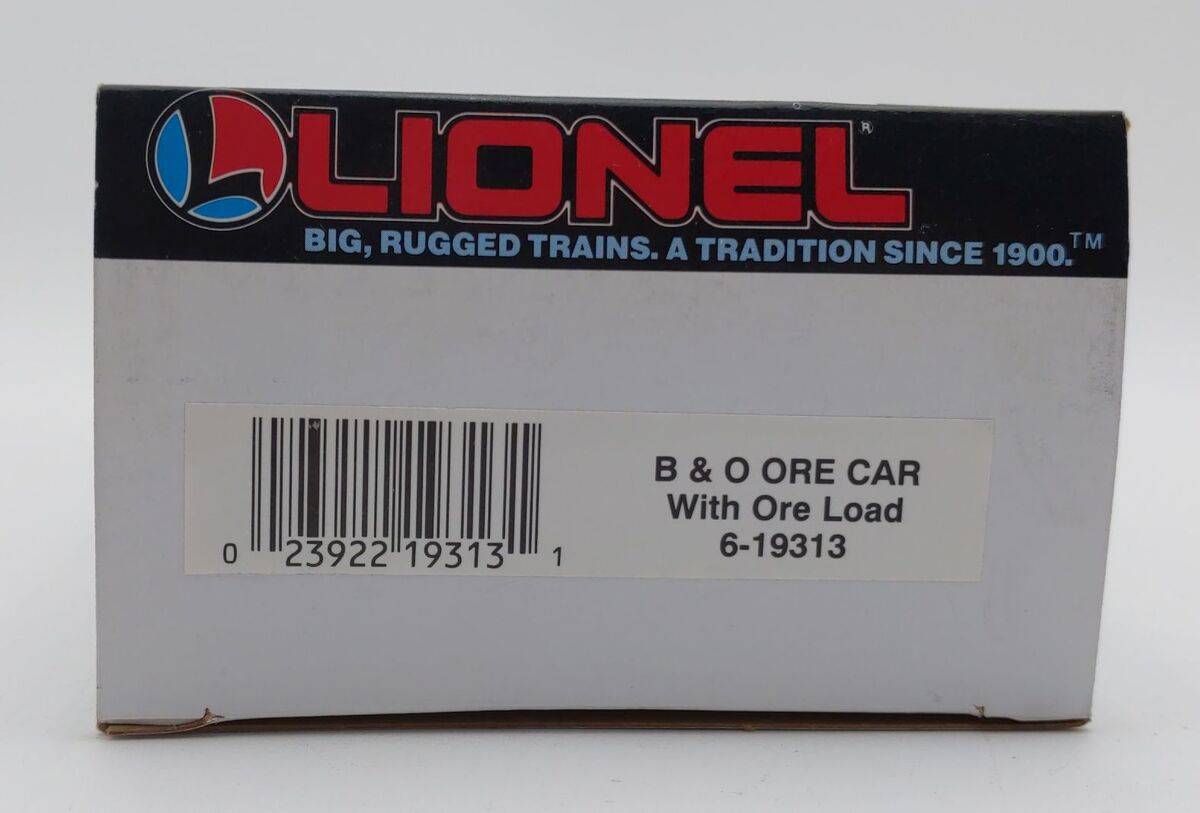 LIONEL®
BIG, RUGGED TRAINS. A TRADITION SINCE 1900.™
B & O ORE CAR
With Ore Load
6-19313
0 23922 19313 1